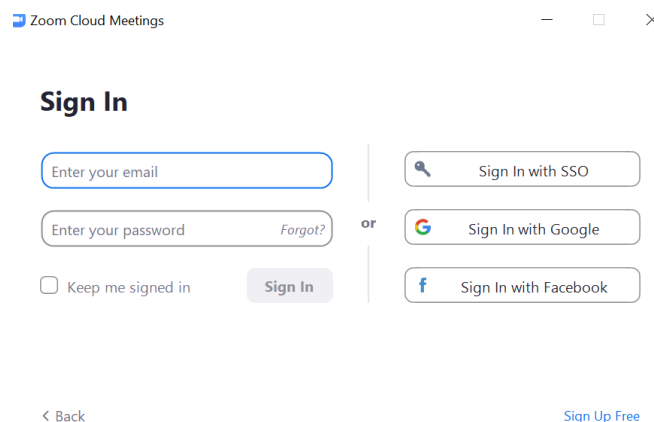 Zoom Cloud Meetings
Sign In
Enter your email
Enter your password Forgot?
Keep me signed in Sign In
or
Sign In with SSO
Sign In with Google
Sign In with Facebook
Back
Sign Up Free